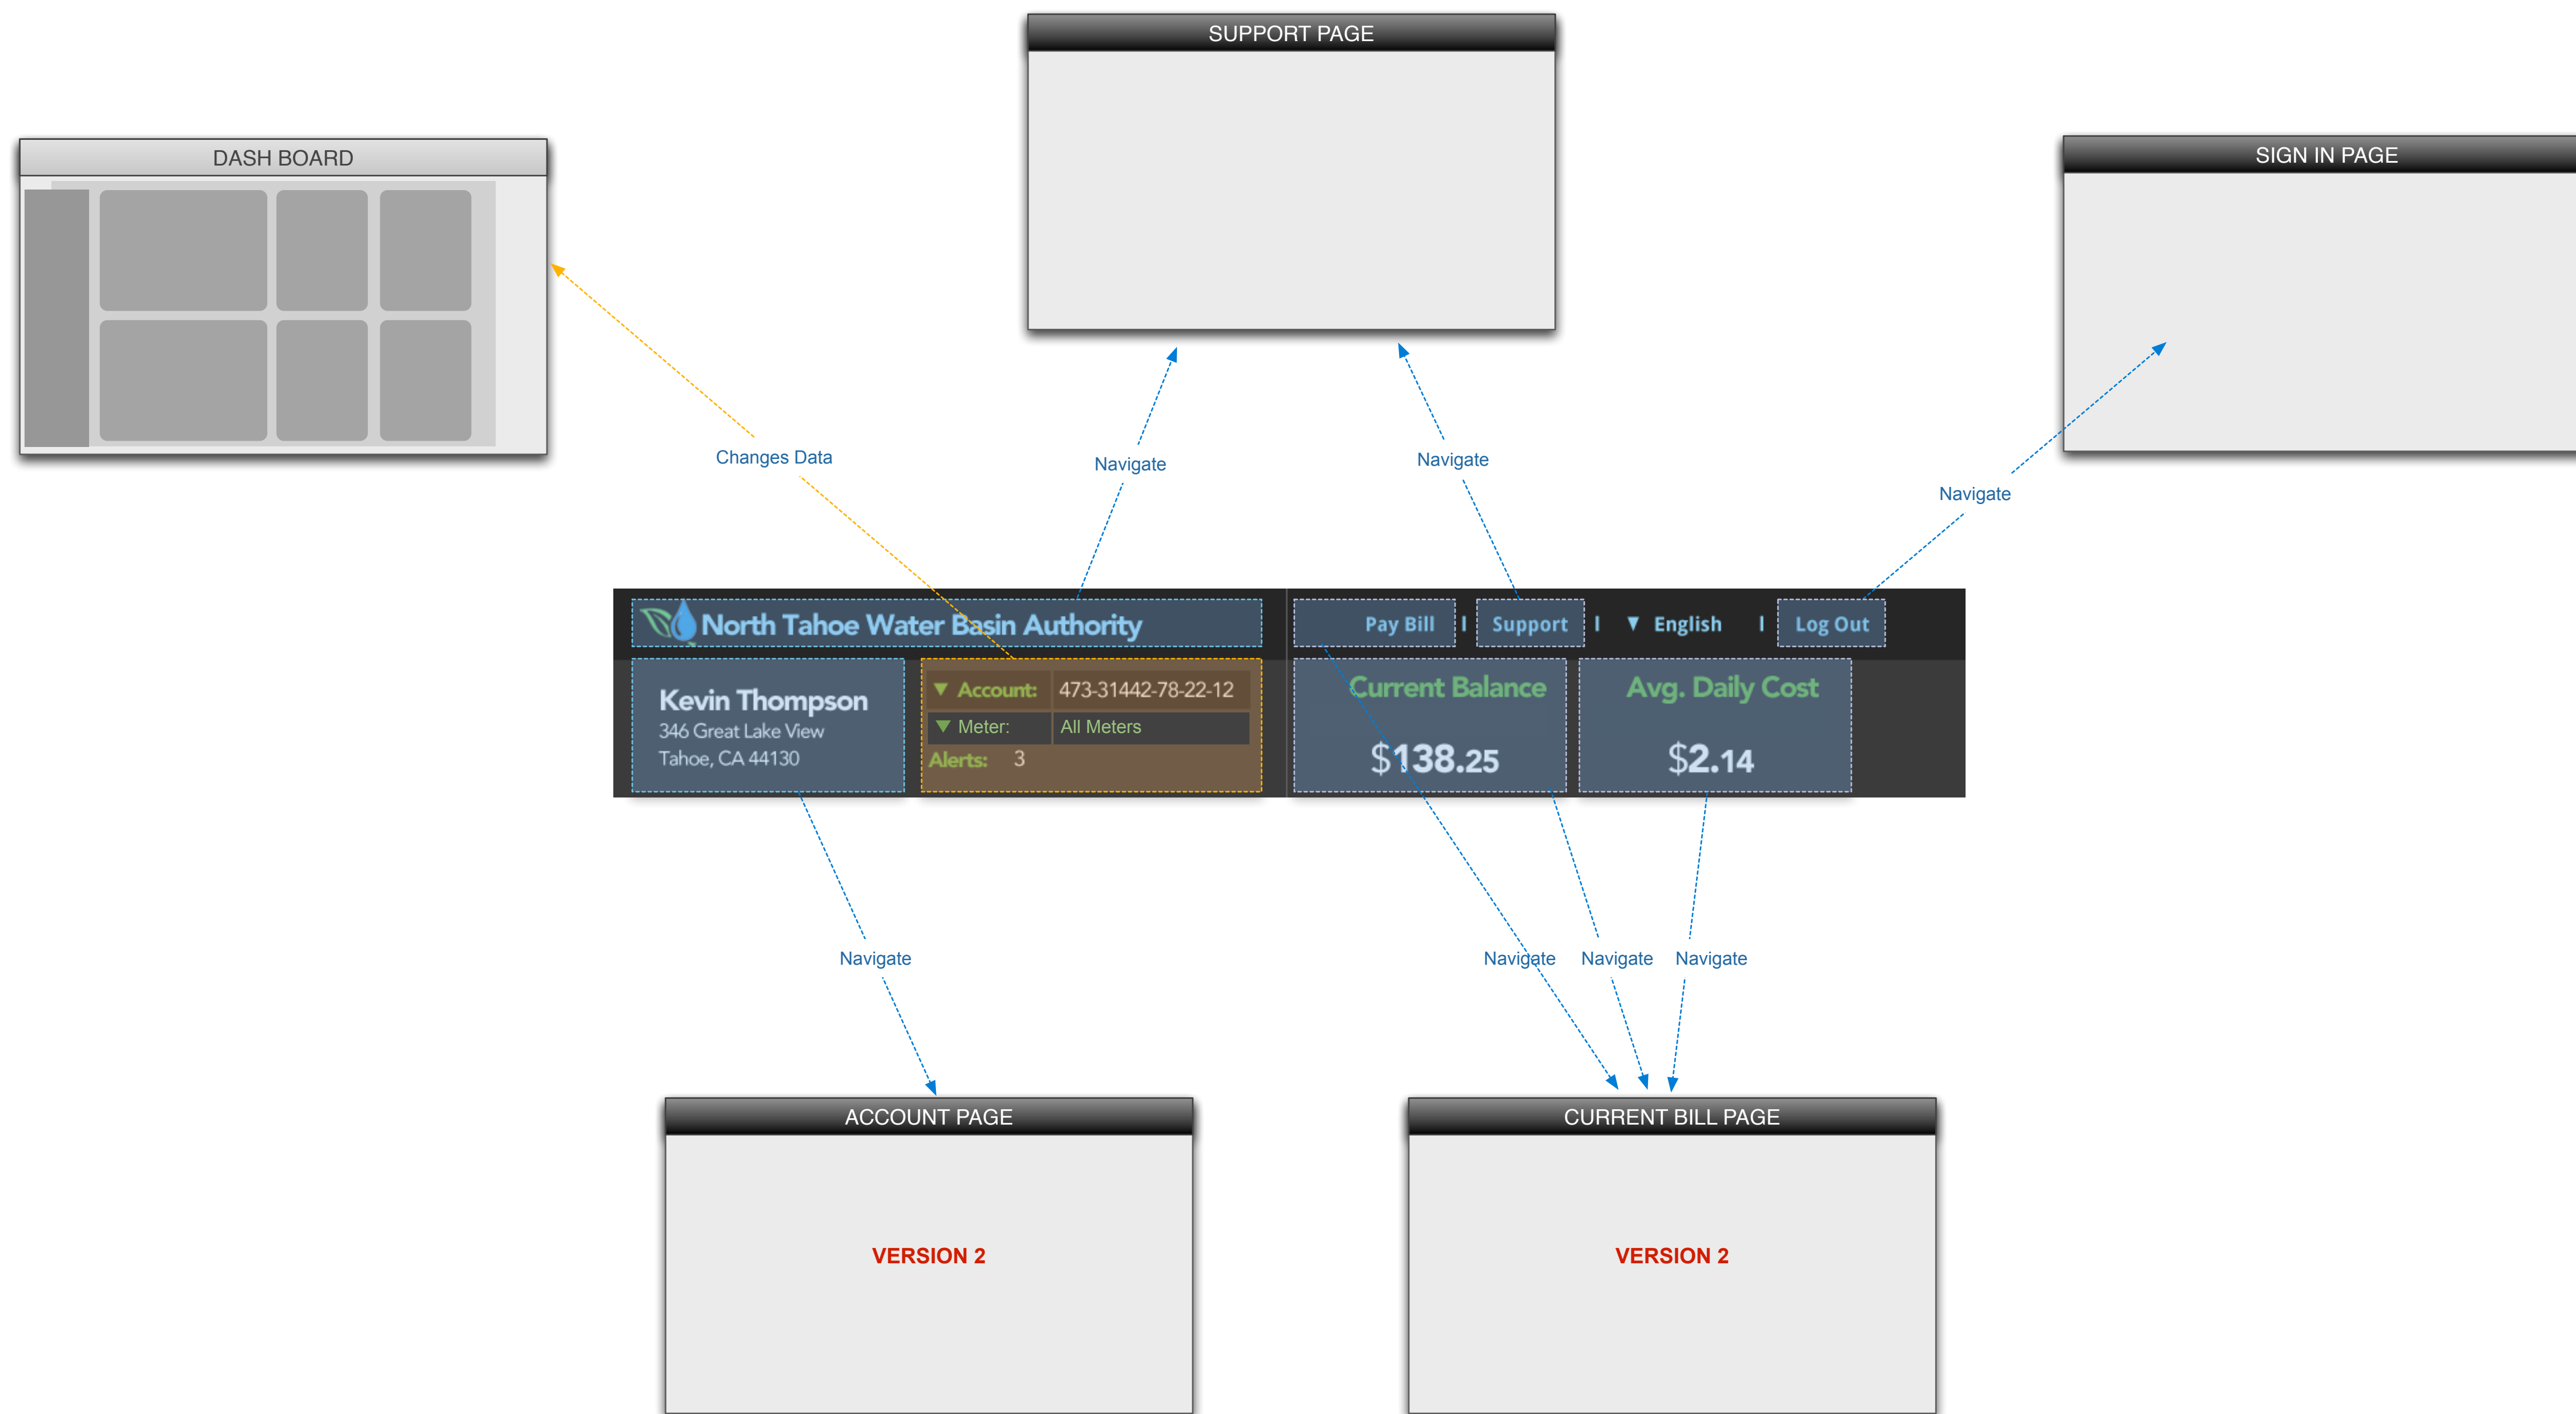 SUPPORT PAGE
SIGN IN PAGE
DASH BOARD
Changes Data
Navigate
Navigate
Navigate
North Tahoe Water Basin Authority
Pay Bill | Support | ▼ English | Log Out
Kevin Thompson
346 Great Lake View
Tahoe, CA 44130
▼ Account: 473-31442-78-22-12
▼ Meter: All Meters
Alerts: 3
Current Balance
$138.25
Avg. Daily Cost
$2.14
Navigate
Navigate
Navigate
Navigate
ACCOUNT PAGE
VERSION 2
CURRENT BILL PAGE
VERSION 2